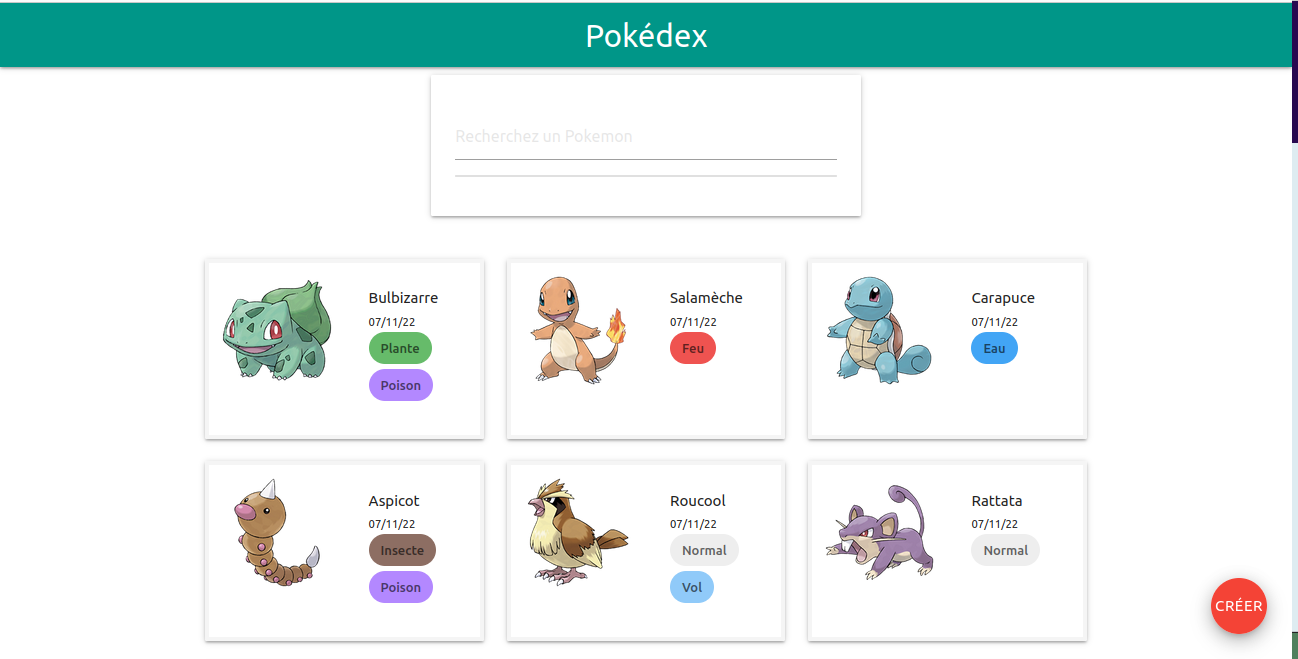 Pokédex
Recherchez un Pokemon
Bulbizarre
07/11/22
Plante
Poison
Salamèche
07/11/22
Feu
Carapuce
07/11/22
Eau
Aspicot
07/11/22
Insecte
Poison
Roucool
07/11/22
Normal
Vol
Rattata
07/11/22
Normal
CRÉER